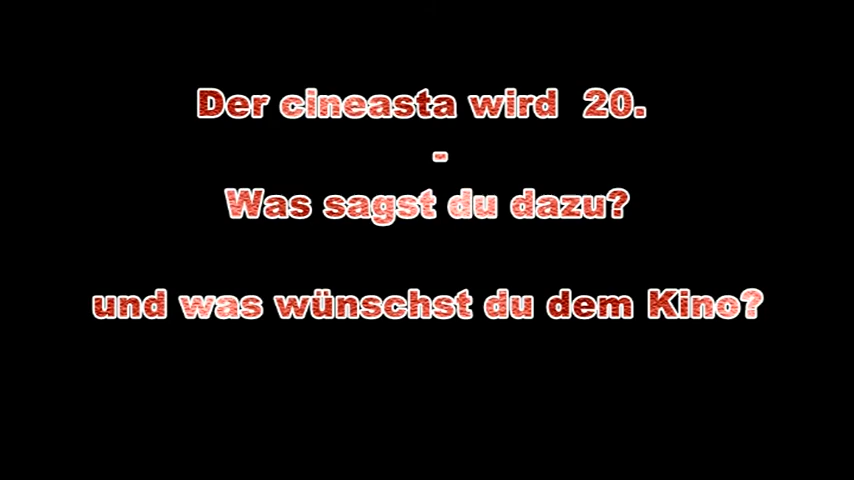 Der cineasta wird 20.
-
Was sagst du dazu?
und was wünschst du dem Kino?